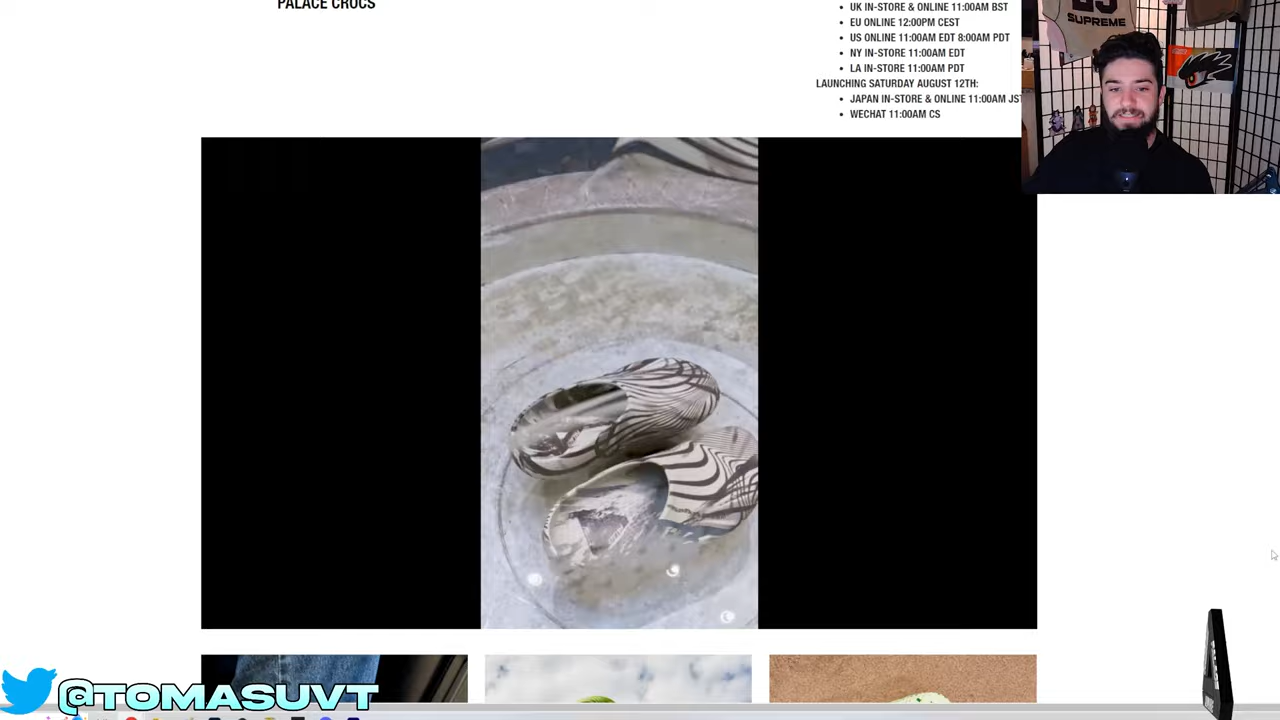 PALACE CROCS
UK IN-STORE & ONLINE 11:00AM BST
EU ONLINE 12:00PM CEST
US ONLINE 11:00AM EDT 8:00AM PDT
NY IN-STORE 11:00AM EDT
LA IN-STORE 11:00AM PDT
LAUNCHING SATURDAY AUGUST 12TH:
JAPAN IN-STORE & ONLINE 11:00AM JST
WECHAT 11:00AM CS
SUPREME
@TOMASUVT